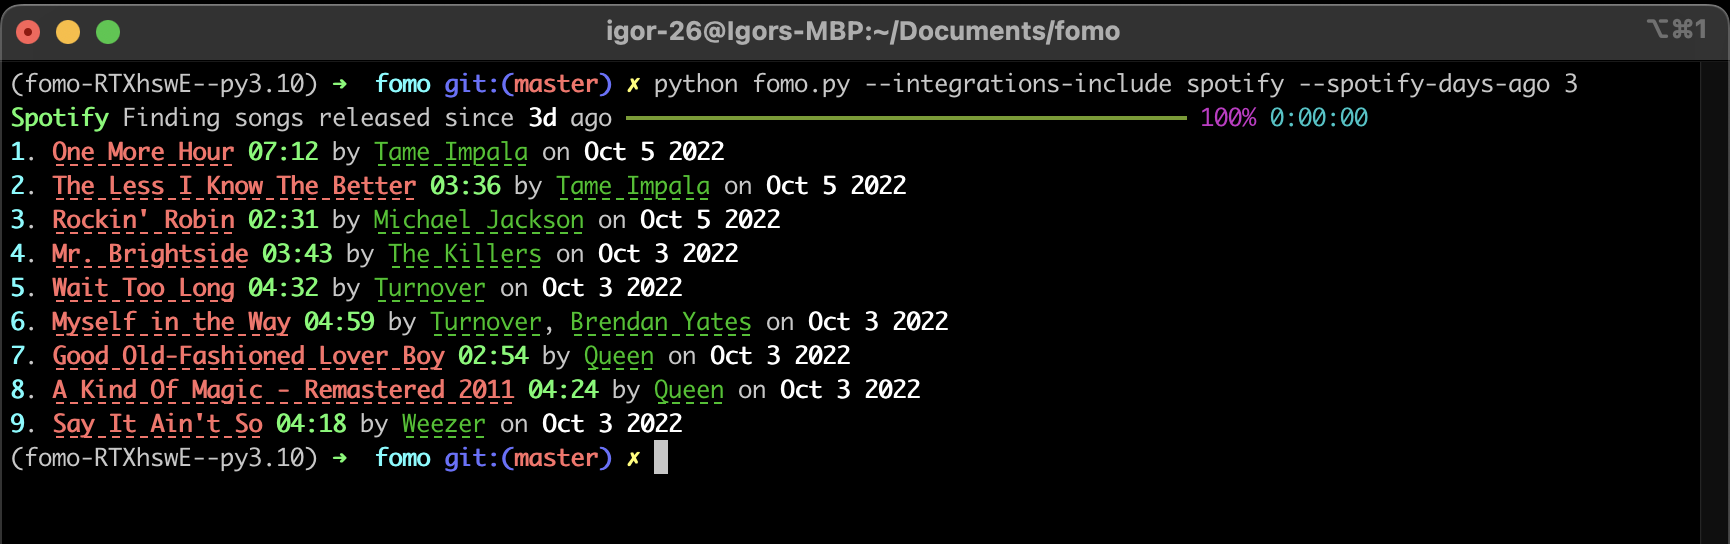 igor-26@Igors-MBP:~/Documents/fomo ⌥⌘1
(fomo-RTXhswE--py3.10) ➜ fomo git:(master) ✗ python fomo.py --integrations-include spotify --spotify-days-ago 3
Spotify Finding songs released since 3d ago ━━━━━━━━━━━━━━━━━━━━━━━━━━━━━━━━━━━━━━━━ 100% 0:00:00
1. One More Hour 07:12 by Tame Impala on Oct 5 2022
2. The Less I Know The Better 03:36 by Tame Impala on Oct 5 2022
3. Rockin' Robin 02:31 by Michael Jackson on Oct 5 2022
4. Mr. Brightside 03:43 by The Killers on Oct 3 2022
5. Wait Too Long 04:32 by Turnover on Oct 3 2022
6. Myself in the Way 04:59 by Turnover, Brendan Yates on Oct 3 2022
7. Good Old-Fashioned Lover Boy 02:54 by Queen on Oct 3 2022
8. A Kind Of Magic - Remastered 2011 04:24 by Queen on Oct 3 2022
9. Say It Ain't So 04:18 by Weezer on Oct 3 2022
(fomo-RTXhswE--py3.10) ➜ fomo git:(master) ✗